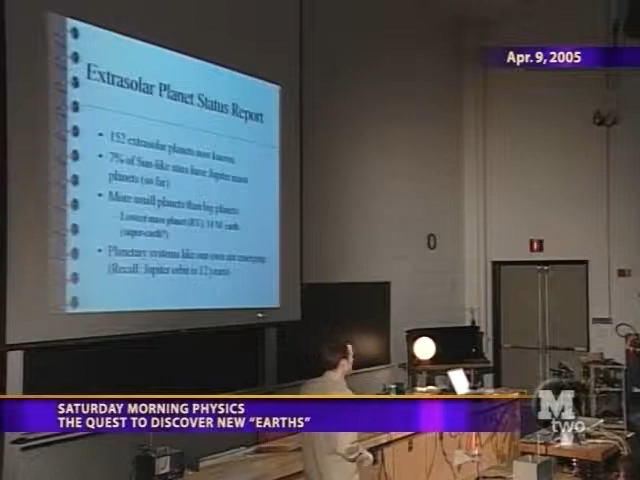 Apr. 9, 2005
Extrasolar Planet Status Report
• 152 extrasolar planets now known
• 7% of Sun-like stars have Jupiter mass
planets (so far)
• More small planets than big planets
Lowest mass planet (RV): 14 M earth
(super-earth?)
• Planetary systems like our own are emerging
(Recall: Jupiter orbit is 12 years)
0
SATURDAY MORNING PHYSICS
THE QUEST TO DISCOVER NEW "EARTHS"
M
two